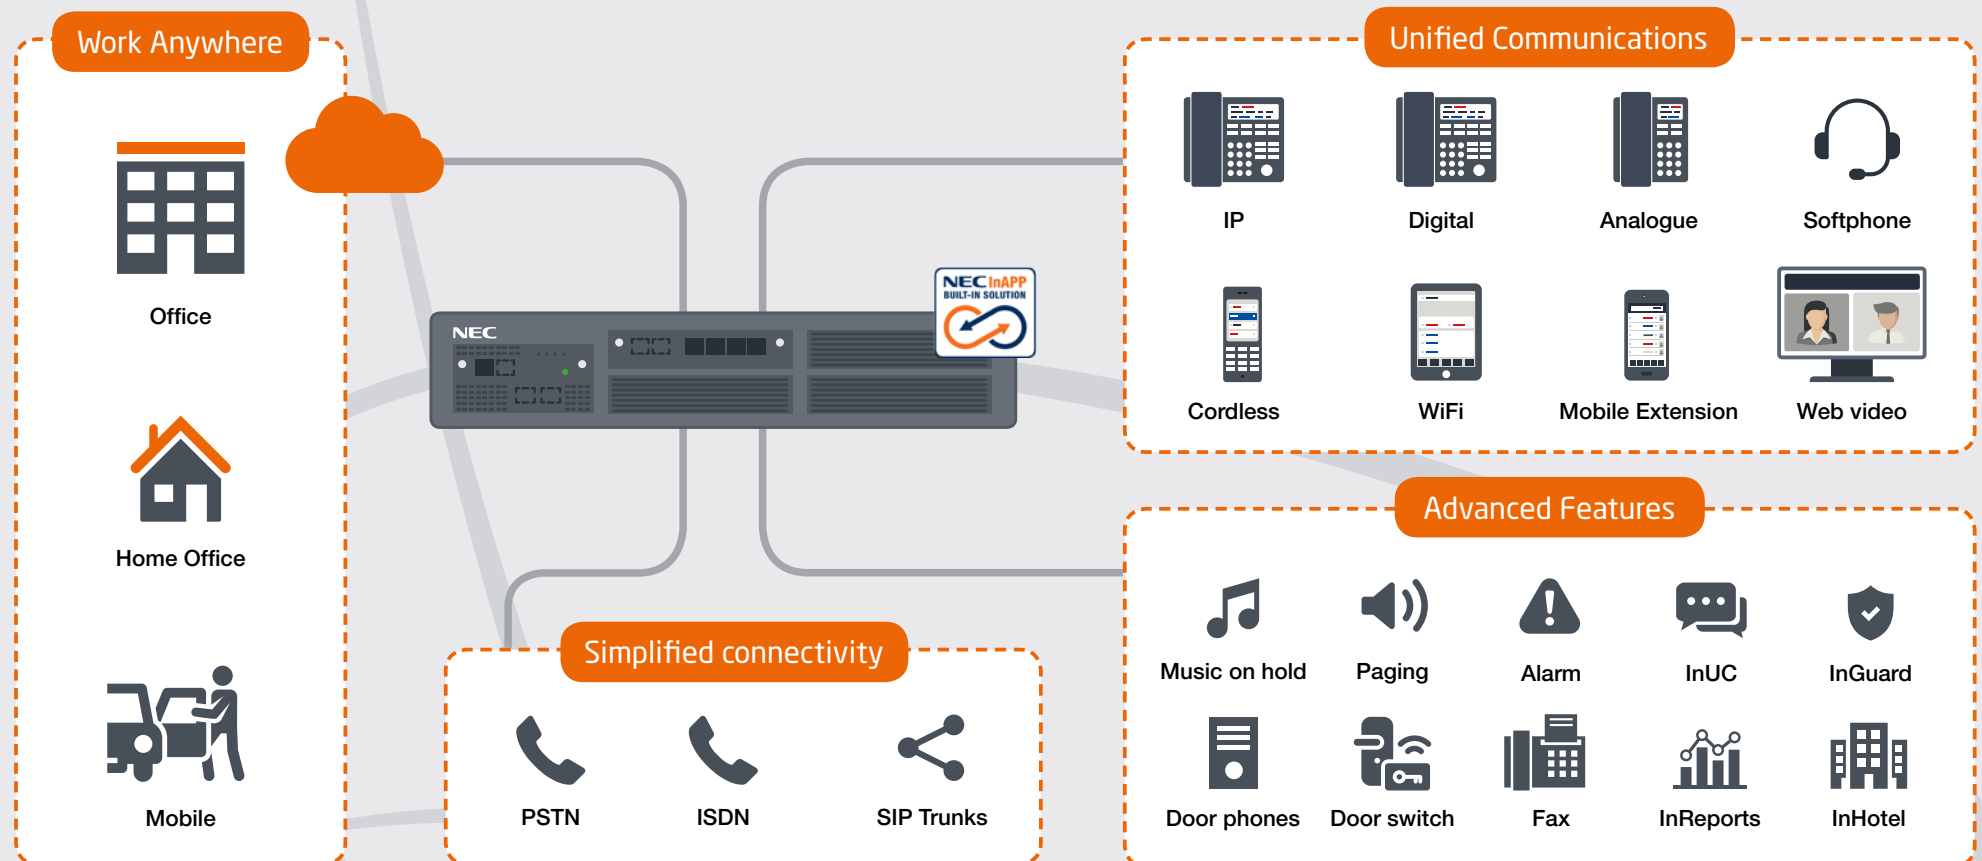 Work Anywhere
Office
Home Office
Mobile
NEC
NEC InAPP
BUILT-IN SOLUTION
Simplified connectivity
PSTN ISDN SIP Trunks
Unified Communications
IP Digital Analogue Softphone
Cordless WiFi Mobile Extension Web video
Advanced Features
Music on hold Paging Alarm InUC InGuard
Door phones Door switch Fax InReports InHotel